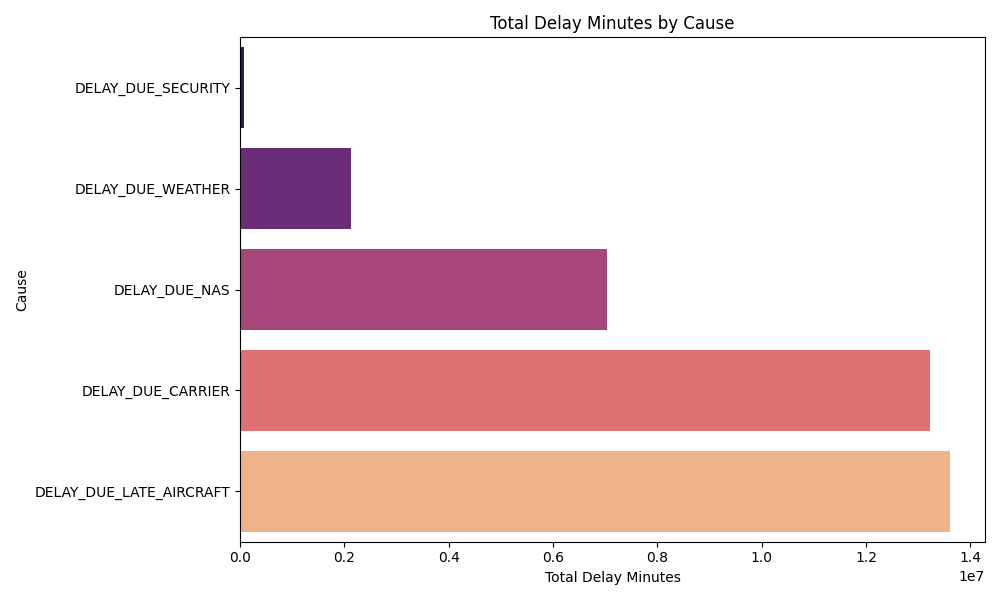 Total Delay Minutes by Cause
Cause
DELAY_DUE_SECURITY
DELAY_DUE_WEATHER
DELAY_DUE_NAS
DELAY_DUE_CARRIER
DELAY_DUE_LATE_AIRCRAFT
0.0 0.2 0.4 0.6 0.8 1.0 1.2 1.4
1e7
Total Delay Minutes